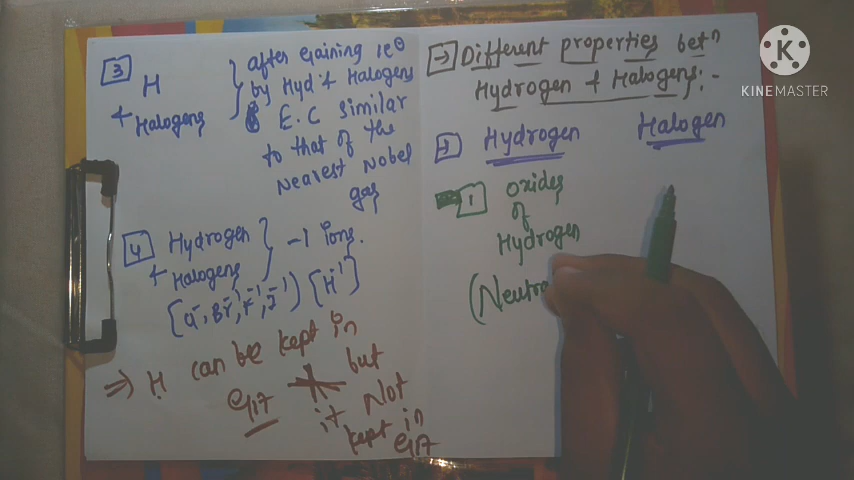 3
H
+ Halogens
after Gaining 1e⊖
by Hyd + Halogens
E.C similar
to that of the
Nearest Nobel
gas
4
Hydrogen
+ Halogens
-1 ions.
[Cl⁻, Br⁻¹, F⁻¹, I⁻¹) [H⁻¹]
⇒ H can be kept in
G17 but
it Not
kept in
G17
→ Different properties betⁿ
Hydrogen + Halogens:-
→ Hydrogen Halogen
1 Oxides
of
Hydrogen
(Neutra
KINEMASTER